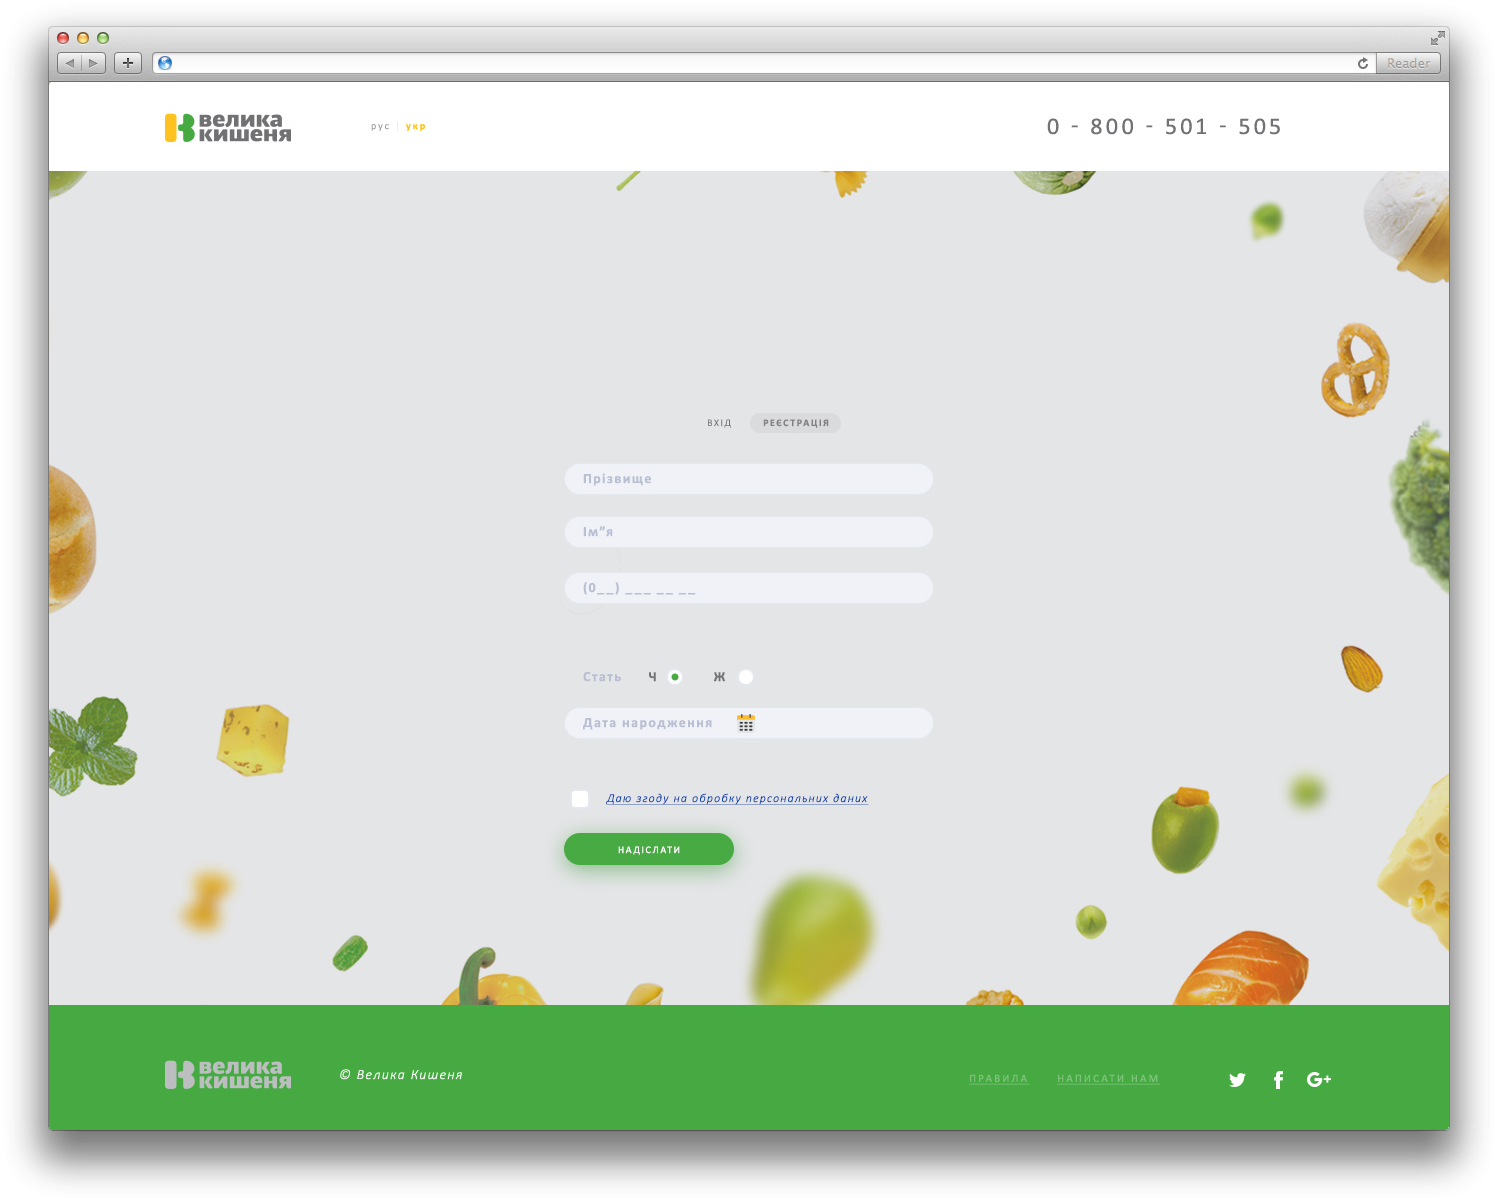 Reader
велика
кишеня
рус | укр
0 - 800 - 501 - 505
ВХІД
РЕЄСТРАЦІЯ
Прізвище
Ім"я
(0__) ___ __ __
Стать Ч Ж
Дата народження
Даю згоду на обробку персональних даних
НАДІСЛАТИ
велика
кишеня
© Велика Кишеня
ПРАВИЛА
НАПИСАТИ НАМ
G+